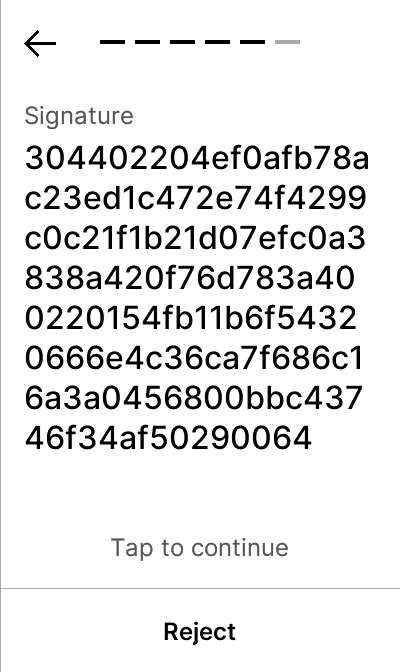 Signature
304402204ef0afb78a
c23ed1c472e74f4299
c0c21f1b21d07efc0a3
838a420f76d783a40
0220154fb11b6f5432
0666e4c36ca7f686c1
6a3a0456800bbc437
46f34af50290064
Tap to continue
Reject